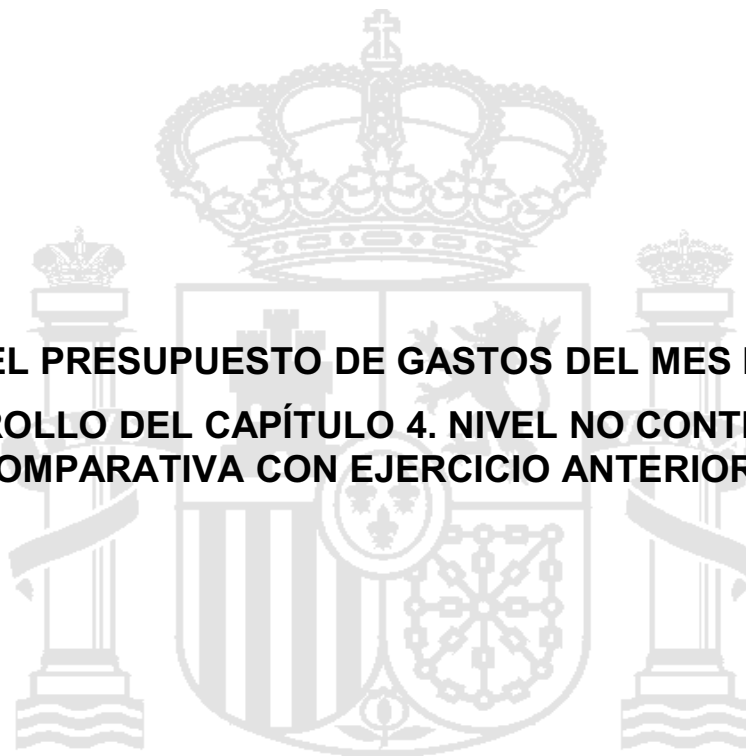 EL PRESUPUESTO DE GASTOS DEL MES
ROLLO DEL CAPÍTULO 4. NIVEL NO CONT
OMPARATIVA CON EJERCICIO ANTERIOR